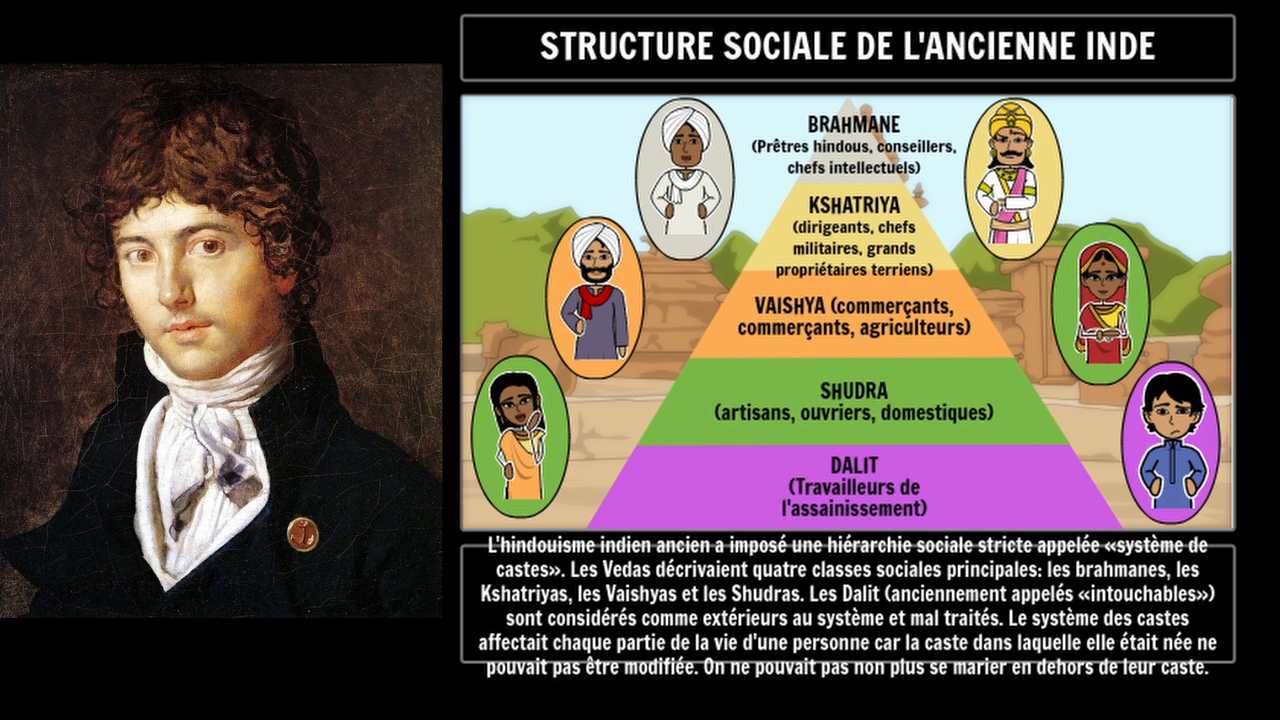 STRUCTURE SOCIALE DE L'ANCIENNE INDE
BRAHMANE
(Prêtres hindous, conseillers,
chefs intellectuels)
KSHATRIYA
(dirigeants, chefs
militaires, grands
propriétaires terriens)
VAISHYA (commerçants,
commerçants, agriculteurs)
SHUDRA
(artisans, ouvriers, domestiques)
DALIT
(Travailleurs de
l'assainissement)
L'hindouisme indien ancien a imposé une hiérarchie sociale stricte appelée «système de
castes». Les Vedas décrivaient quatre classes sociales principales: les brahmanes, les
Kshatriyas, les Vaishyas et les Shudras. Les Dalit (anciennement appelés «intouchables»)
sont considérés comme extérieurs au système et mal traités. Le système des castes
affectait chaque partie de la vie d'une personne car la caste dans laquelle elle était née ne
pouvait pas être modifiée. On ne pouvait pas non plus se marier en dehors de leur caste.